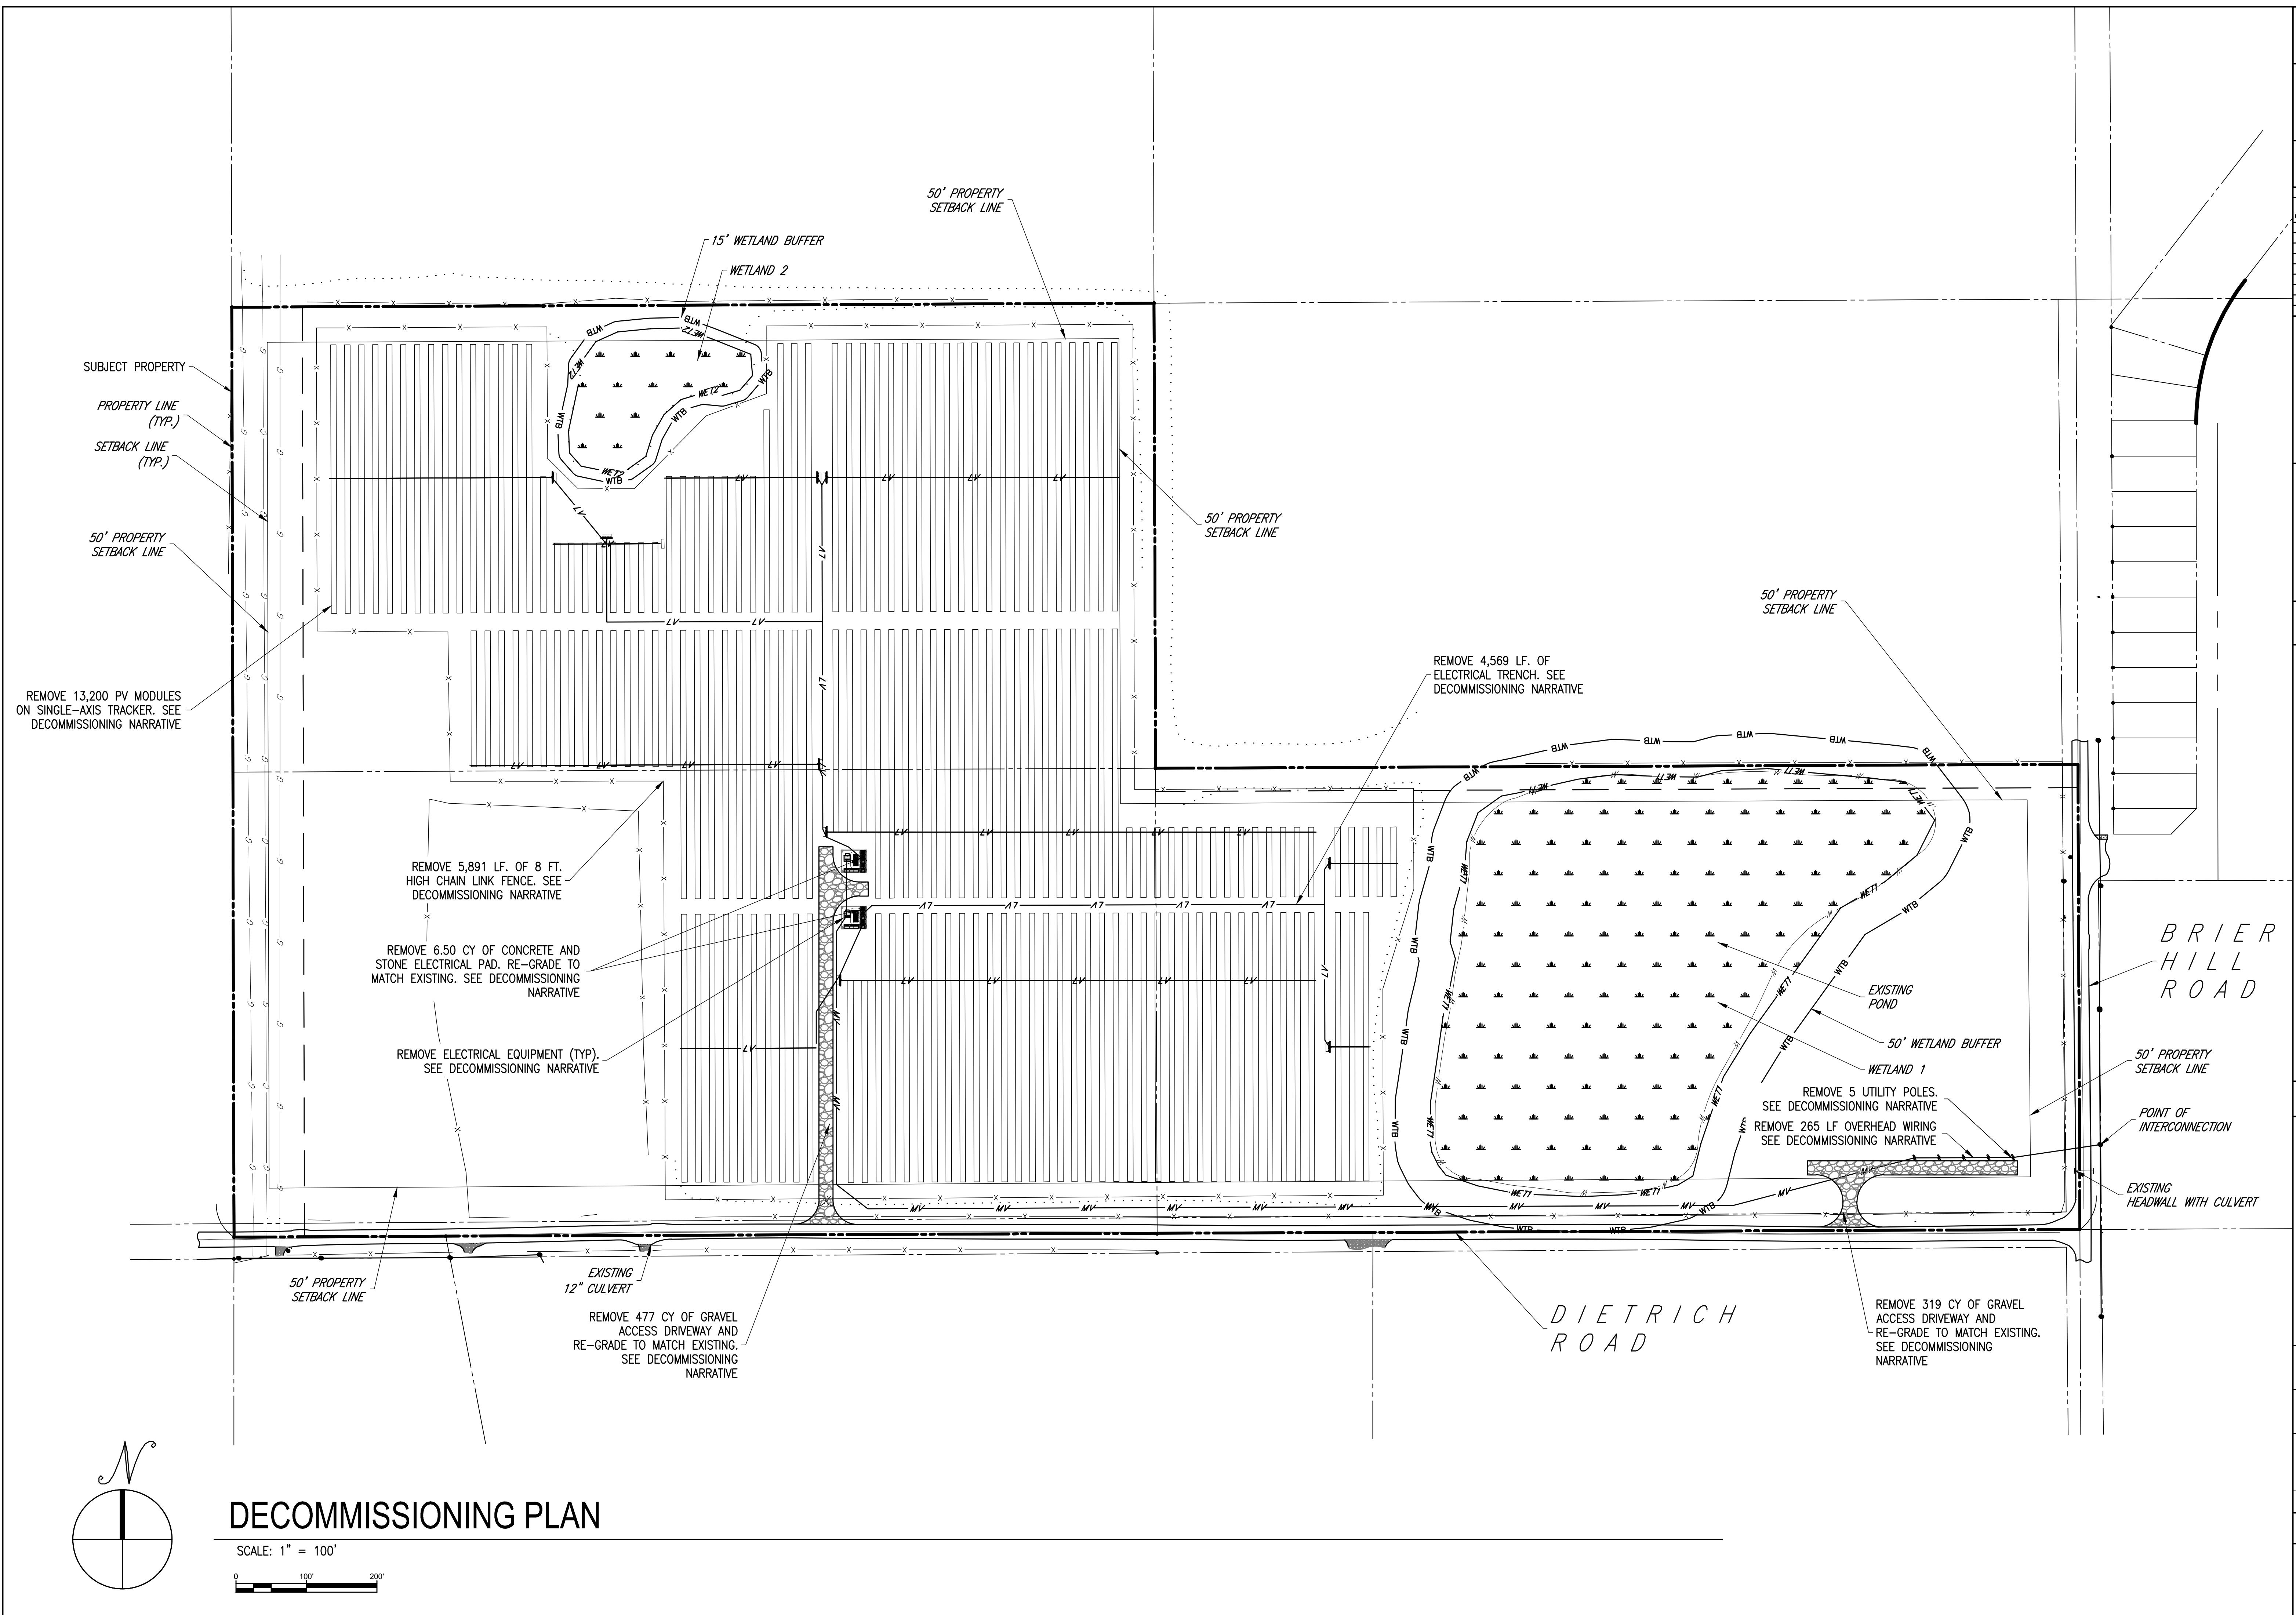 50' PROPERTY
SETBACK LINE
15' WETLAND BUFFER
WETLAND 2
SUBJECT PROPERTY
PROPERTY LINE
(TYP.)
SETBACK LINE
(TYP.)
50' PROPERTY
SETBACK LINE
50' PROPERTY
SETBACK LINE
50' PROPERTY
SETBACK LINE
REMOVE 13,200 PV MODULES
ON SINGLE-AXIS TRACKER. SEE
DECOMMISSIONING NARRATIVE
REMOVE 4,569 LF. OF
ELECTRICAL TRENCH. SEE
DECOMMISSIONING NARRATIVE
REMOVE 5,891 LF. OF 8 FT.
HIGH CHAIN LINK FENCE. SEE
DECOMMISSIONING NARRATIVE
REMOVE 6.50 CY OF CONCRETE AND
STONE ELECTRICAL PAD. RE-GRADE TO
MATCH EXISTING. SEE DECOMMISSIONING
NARRATIVE
REMOVE ELECTRICAL EQUIPMENT (TYP).
SEE DECOMMISSIONING NARRATIVE
BRIER
HILL
ROAD
EXISTING
POND
50' WETLAND BUFFER
WETLAND 1
50' PROPERTY
SETBACK LINE
REMOVE 5 UTILITY POLES.
SEE DECOMMISSIONING NARRATIVE
REMOVE 265 LF OVERHEAD WIRING
SEE DECOMMISSIONING NARRATIVE
POINT OF
INTERCONNECTION
EXISTING
HEADWALL WITH CULVERT
50' PROPERTY
SETBACK LINE
EXISTING
12" CULVERT
REMOVE 477 CY OF GRAVEL
ACCESS DRIVEWAY AND
RE-GRADE TO MATCH EXISTING.
SEE DECOMMISSIONING
NARRATIVE
DIETRICH
ROAD
REMOVE 319 CY OF GRAVEL
ACCESS DRIVEWAY AND
RE-GRADE TO MATCH EXISTING.
SEE DECOMMISSIONING
NARRATIVE
N
DECOMMISSIONING PLAN
SCALE: 1" = 100'
0 100' 200'